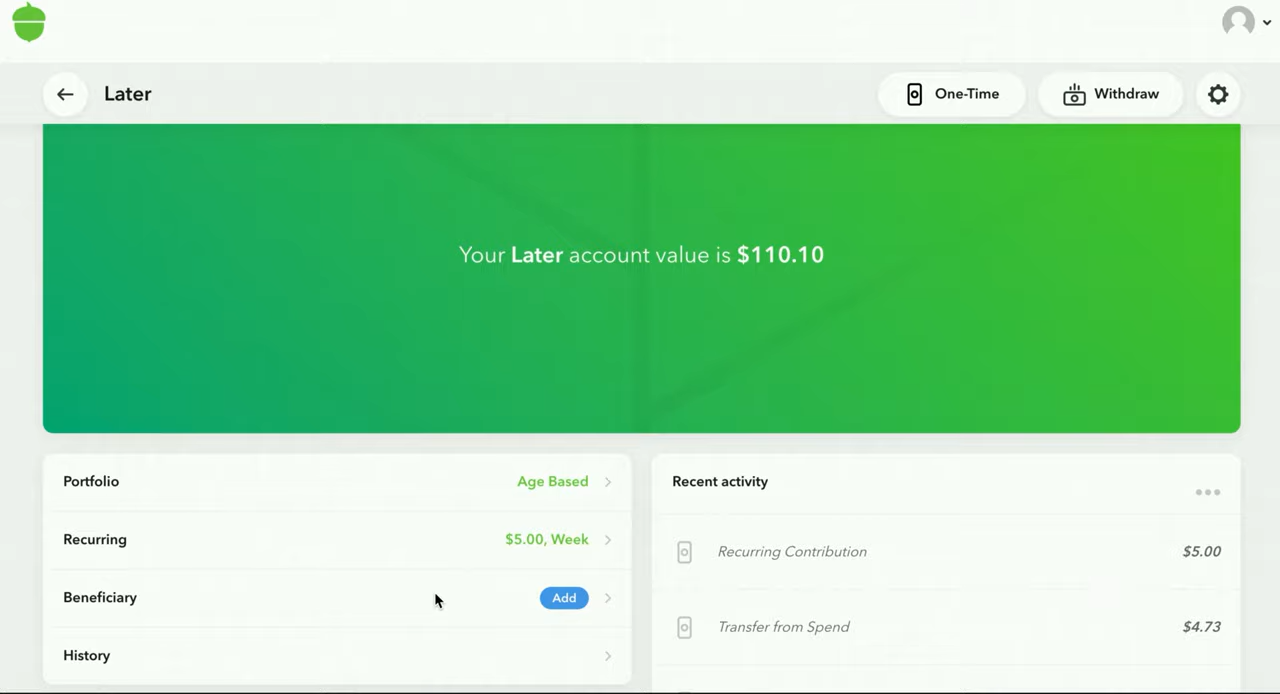 Later
One-Time
Withdraw
Your Later account value is $110.10
Portfolio
Age Based
Recurring
$5.00, Week
Beneficiary
Add
History
Recent activity
Recurring Contribution
$5.00
Transfer from Spend
$4.73